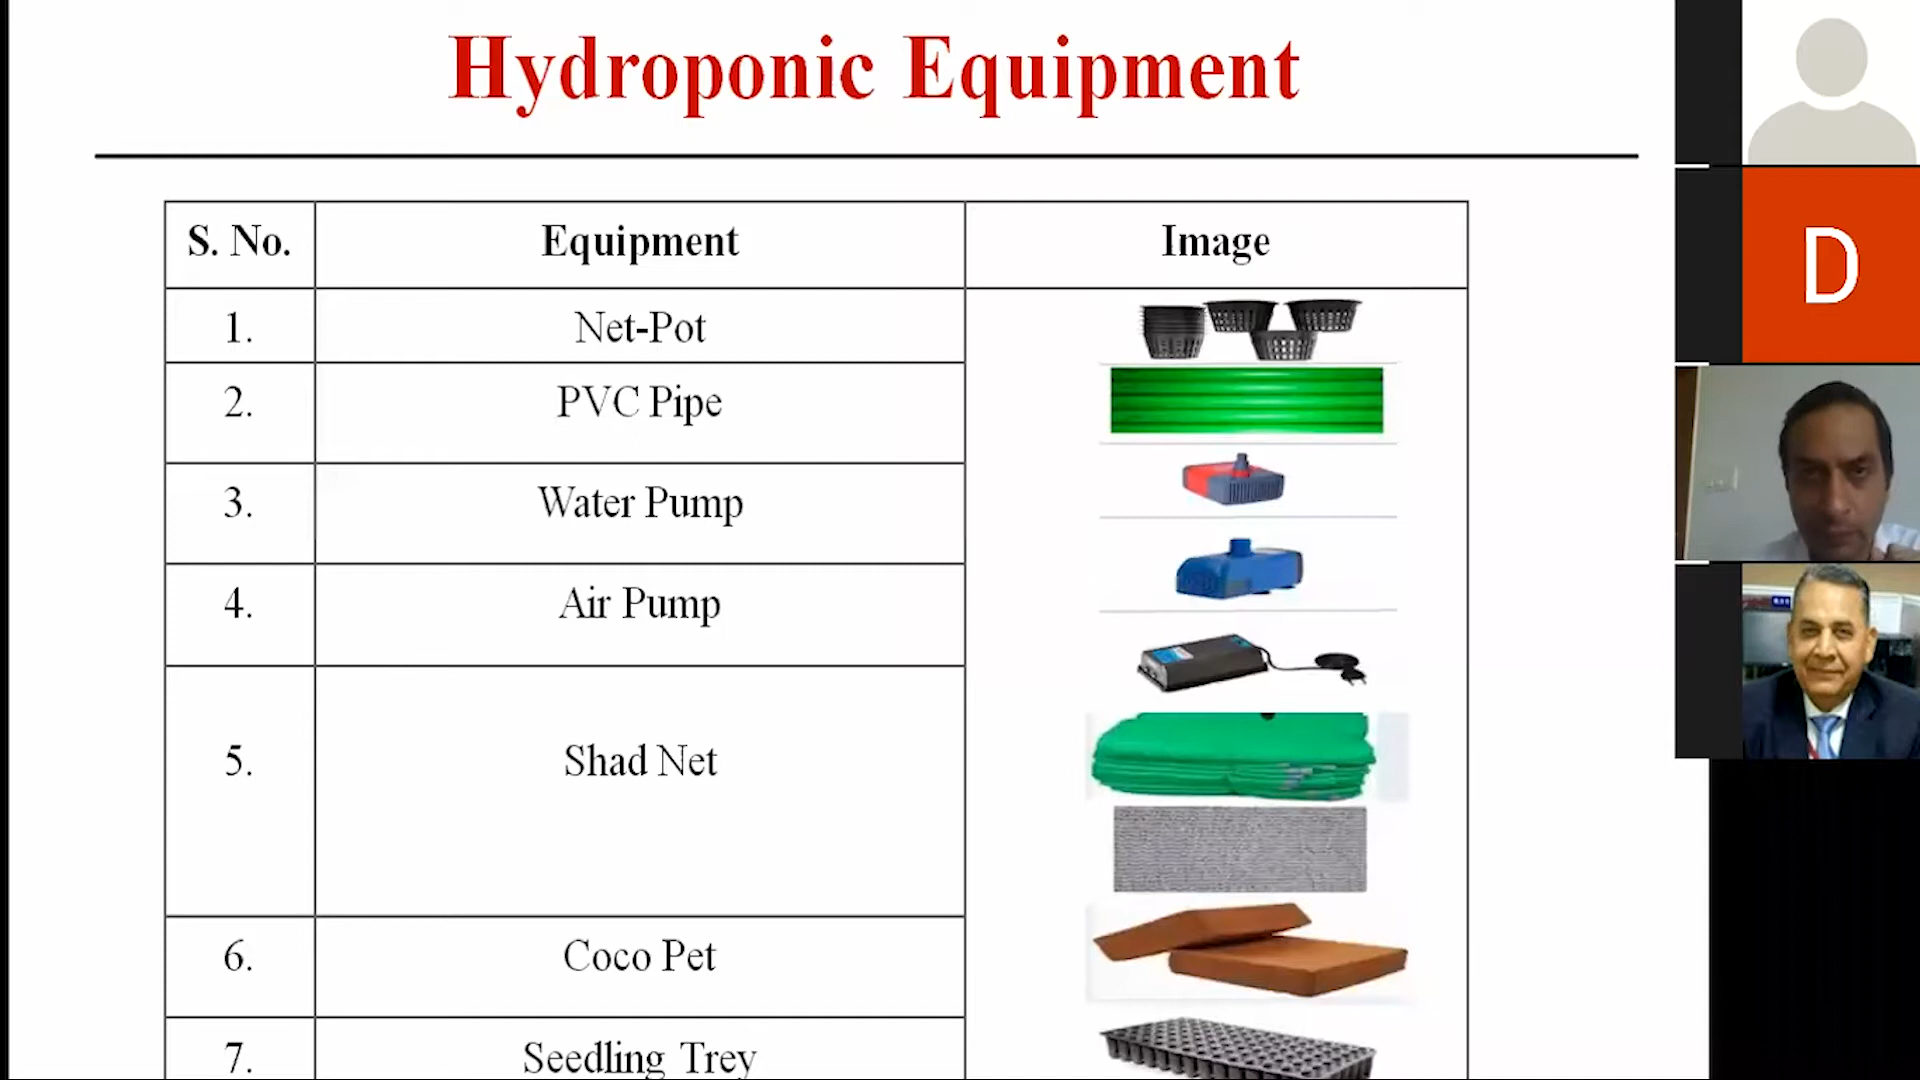 Hydroponic Equipment
S. No. Equipment Image
1. Net-Pot
2. PVC Pipe
3. Water Pump
4. Air Pump
5. Shad Net
6. Coco Pet
7. Seedling Trey
D